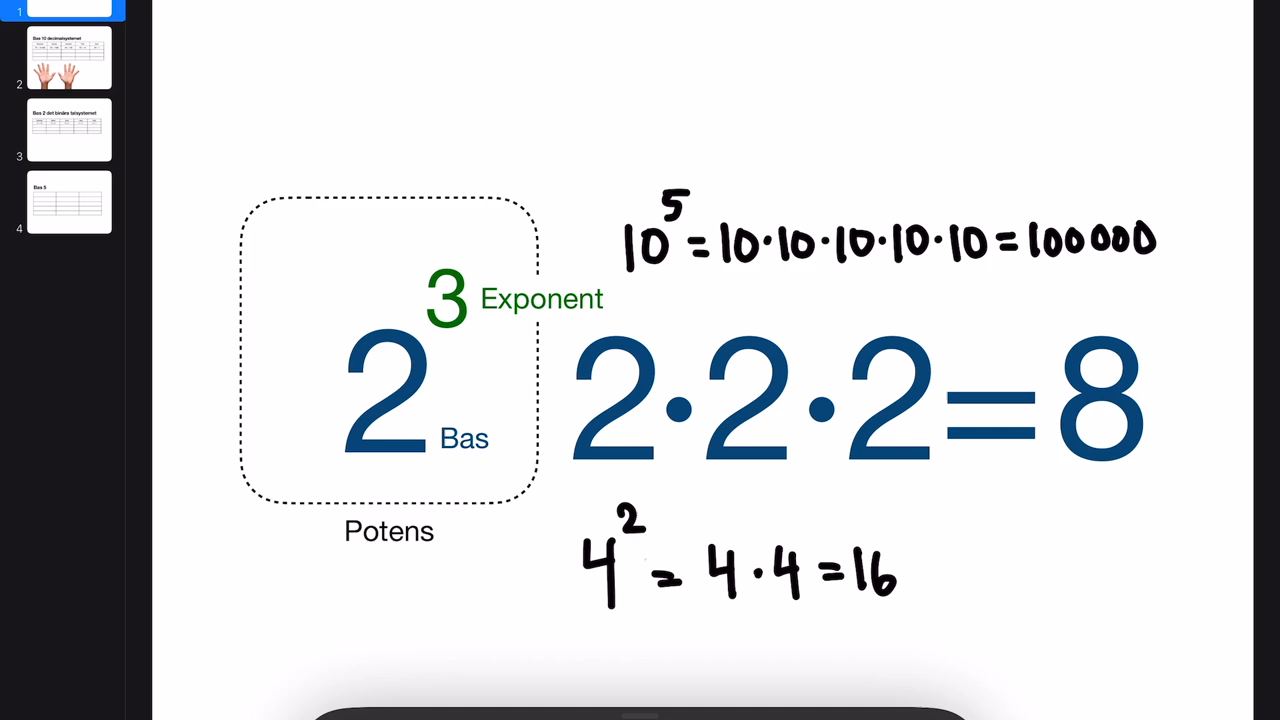 1
Bas 10 decimalsystemet
2
Bas 2 det binära talsystemet
3
Bas 5
4
10⁵=10·10·10·10·10=100000
3 Exponent
2 Bas
2·2·2=8
Potens
4² = 4·4=16